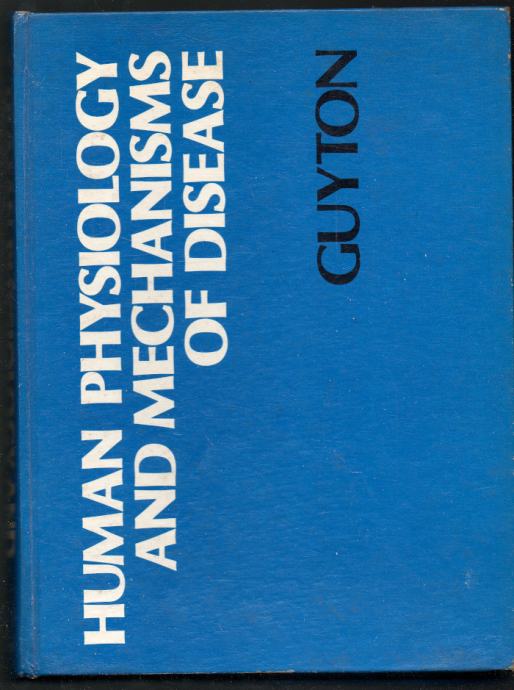 HUMAN PHYSIOLOGY
AND MECHANISMS
OF DISEASE
GUYTON